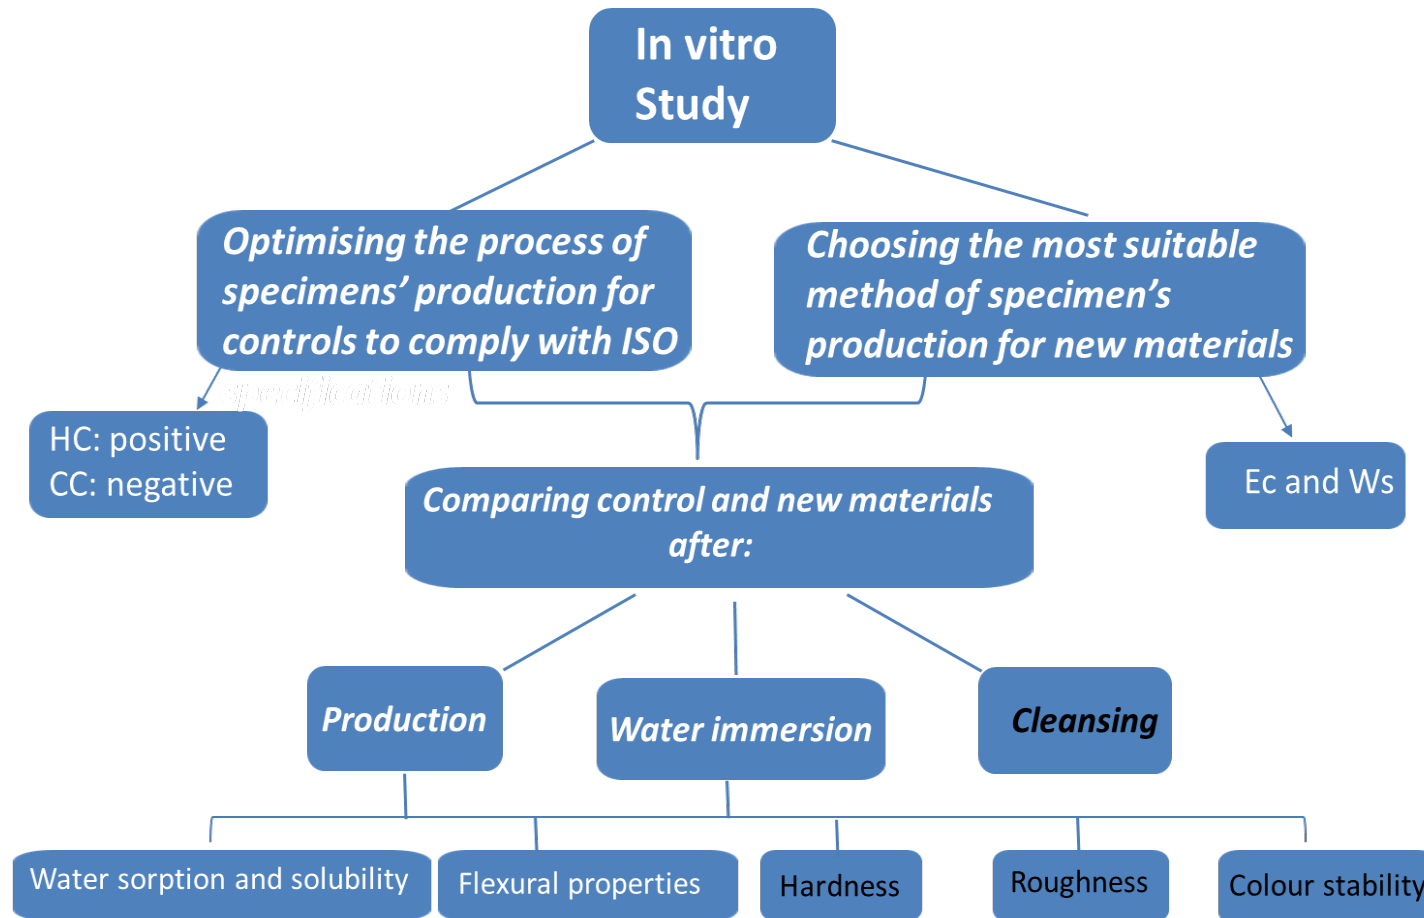 In vitro
Study
Optimising the process of
specimens’ production for
controls to comply with ISO
specifications
Choosing the most suitable
method of specimen’s
production for new materials
HC: positive
CC: negative
Ec and Ws
Comparing control and new materials
after:
Production
Water immersion
Cleansing
Water sorption and solubility
Flexural properties
Hardness
Roughness
Colour stability